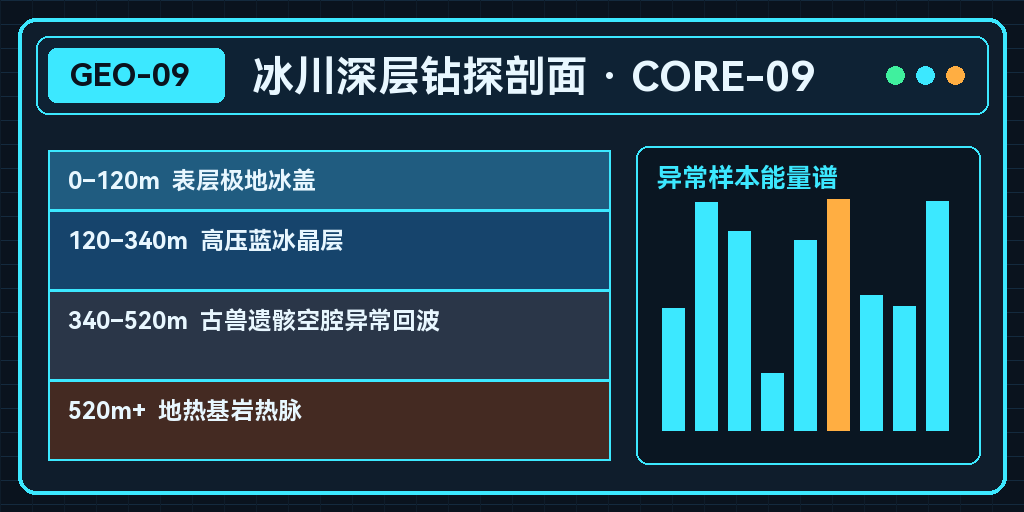 GEO-09
冰川深层钻探剖面 · CORE-09
0-120m 表层极地冰盖
120-340m 高压蓝冰晶层
340-520m 古兽遗骸空腔异常回波
520m+ 地热基岩热脉
异常样本能量谱